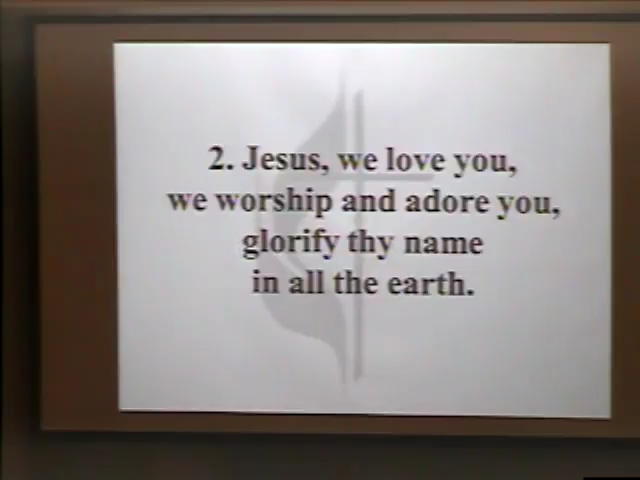 2. Jesus, we love you,
we worship and adore you,
glorify thy name
in all the earth.